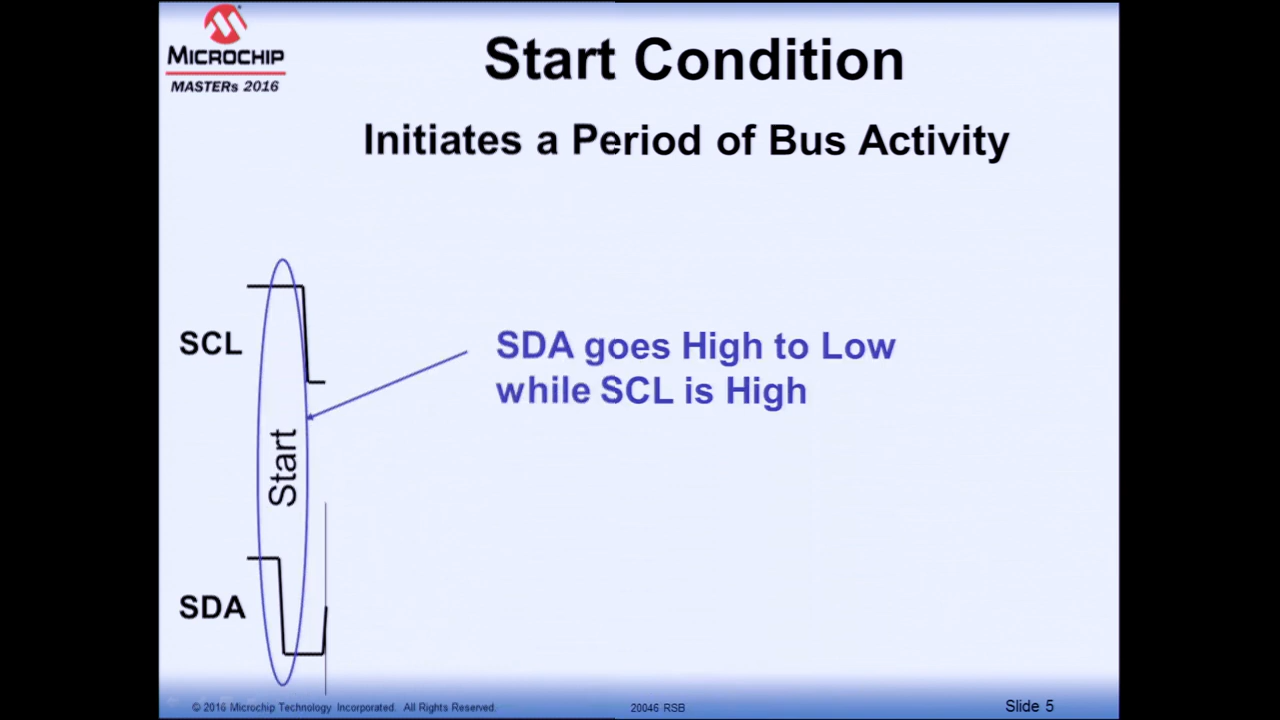 MICROCHIP
MASTERs 2016
Start Condition
Initiates a Period of Bus Activity
SCL
SDA goes High to Low
while SCL is High
Start
SDA
© 2016 Microchip Technology Incorporated. All Rights Reserved.
20046 RSB
Slide 5